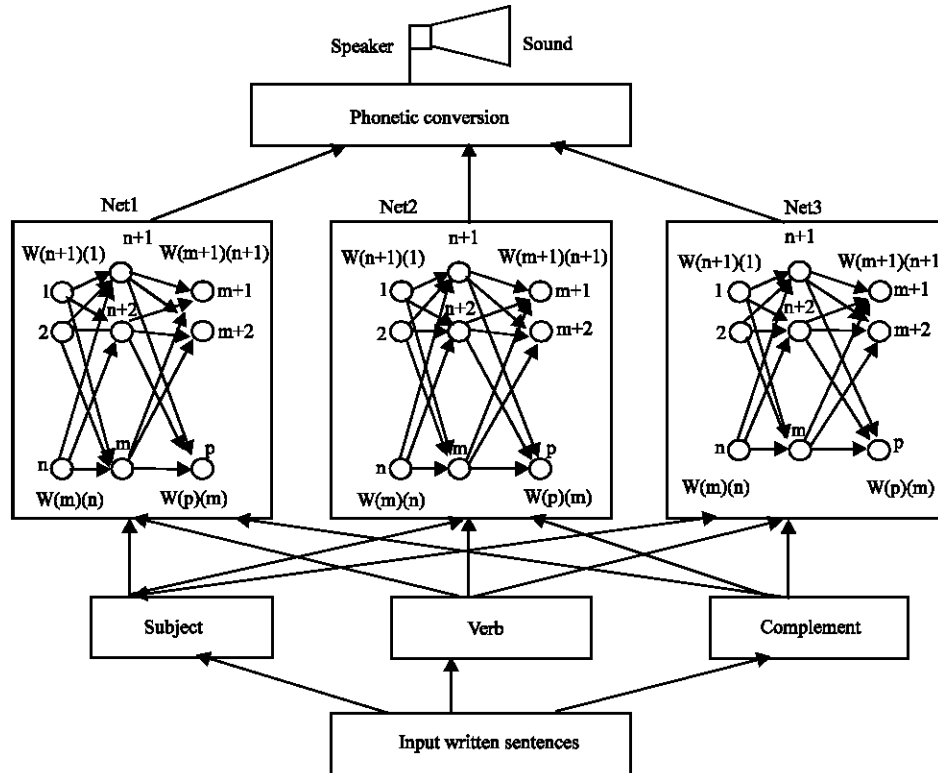 Speaker Sound
Phonetic conversion
Net1 Net2 Net3
n+1 n+1 n+1
W(n+1)(1) W(m+1)(n+1) W(n+1)(1) W(m+1)(n+1) W(n+1)(1) W(m+1)(n+1)
1 m+1 1 m+1 1 m+1
n+2 n+2 n+2
2 m+2 2 m+2 2 m+2
n m p n m p n m p
W(m)(n) W(p)(m) W(m)(n) W(p)(m) W(m)(n) W(p)(m)
Subject Verb Complement
Input written sentences